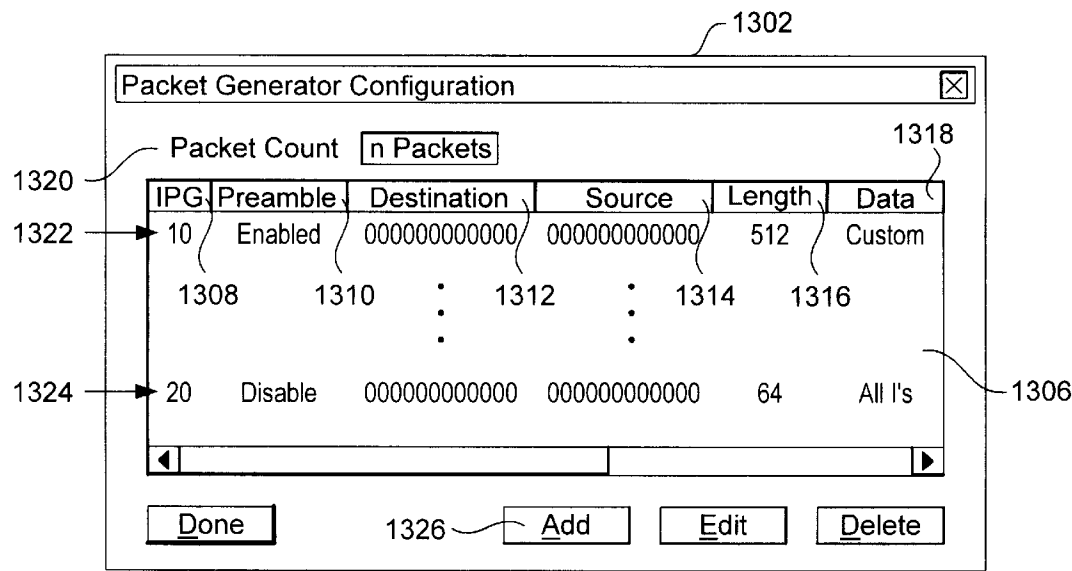 1302
Packet Generator Configuration
1318
Packet Count n Packets
1320
IPG Preamble Destination Source Length Data
1322 10 Enabled 000000000000 000000000000 512 Custom
1308 1310 1312 1314 1316
1324 20 Disable 000000000000 000000000000 64 All I's
1306
Done 1326 Add Edit Delete